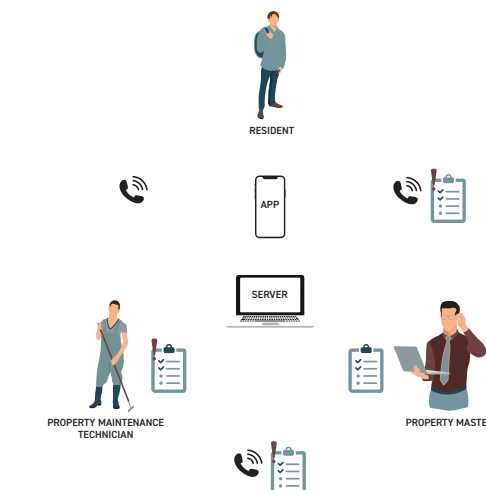 RESIDENT
APP
SERVER
PROPERTY MAINTENANCE
TECHNICIAN
PROPERTY MASTE